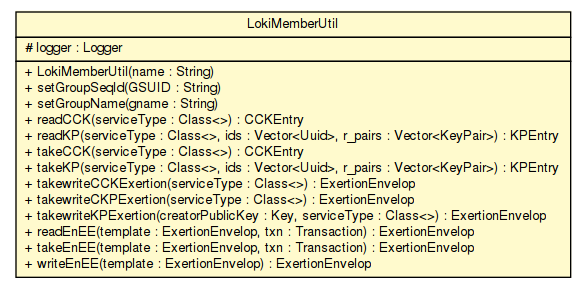 LokiMemberUtil
# logger : Logger
+ LokiMemberUtil(name : String)
+ setGroupSeqId(GSUID : String)
+ setGroupName(gname : String)
+ readCCK(serviceType : Class<>) : CCKEntry
+ readKP(serviceType : Class<>, ids : Vector<Uuid>, r_pairs : Vector<KeyPair>) : KPEntry
+ takeCCK(serviceType : Class<>) : CCKEntry
+ takeKP(serviceType : Class<>, ids : Vector<Uuid>, r_pairs : Vector<KeyPair>) : KPEntry
+ takewriteCCKExertion(serviceType : Class<>) : ExertionEnvelop
+ takewriteCKPExertion(serviceType : Class<>) : ExertionEnvelop
+ takewriteKPExertion(creatorPublicKey : Key, serviceType : Class<>) : ExertionEnvelop
+ readEnEE(template : ExertionEnvelop, txn : Transaction) : ExertionEnvelop
+ takeEnEE(template : ExertionEnvelop, txn : Transaction) : ExertionEnvelop
+ writeEnEE(template : ExertionEnvelop) : ExertionEnvelop